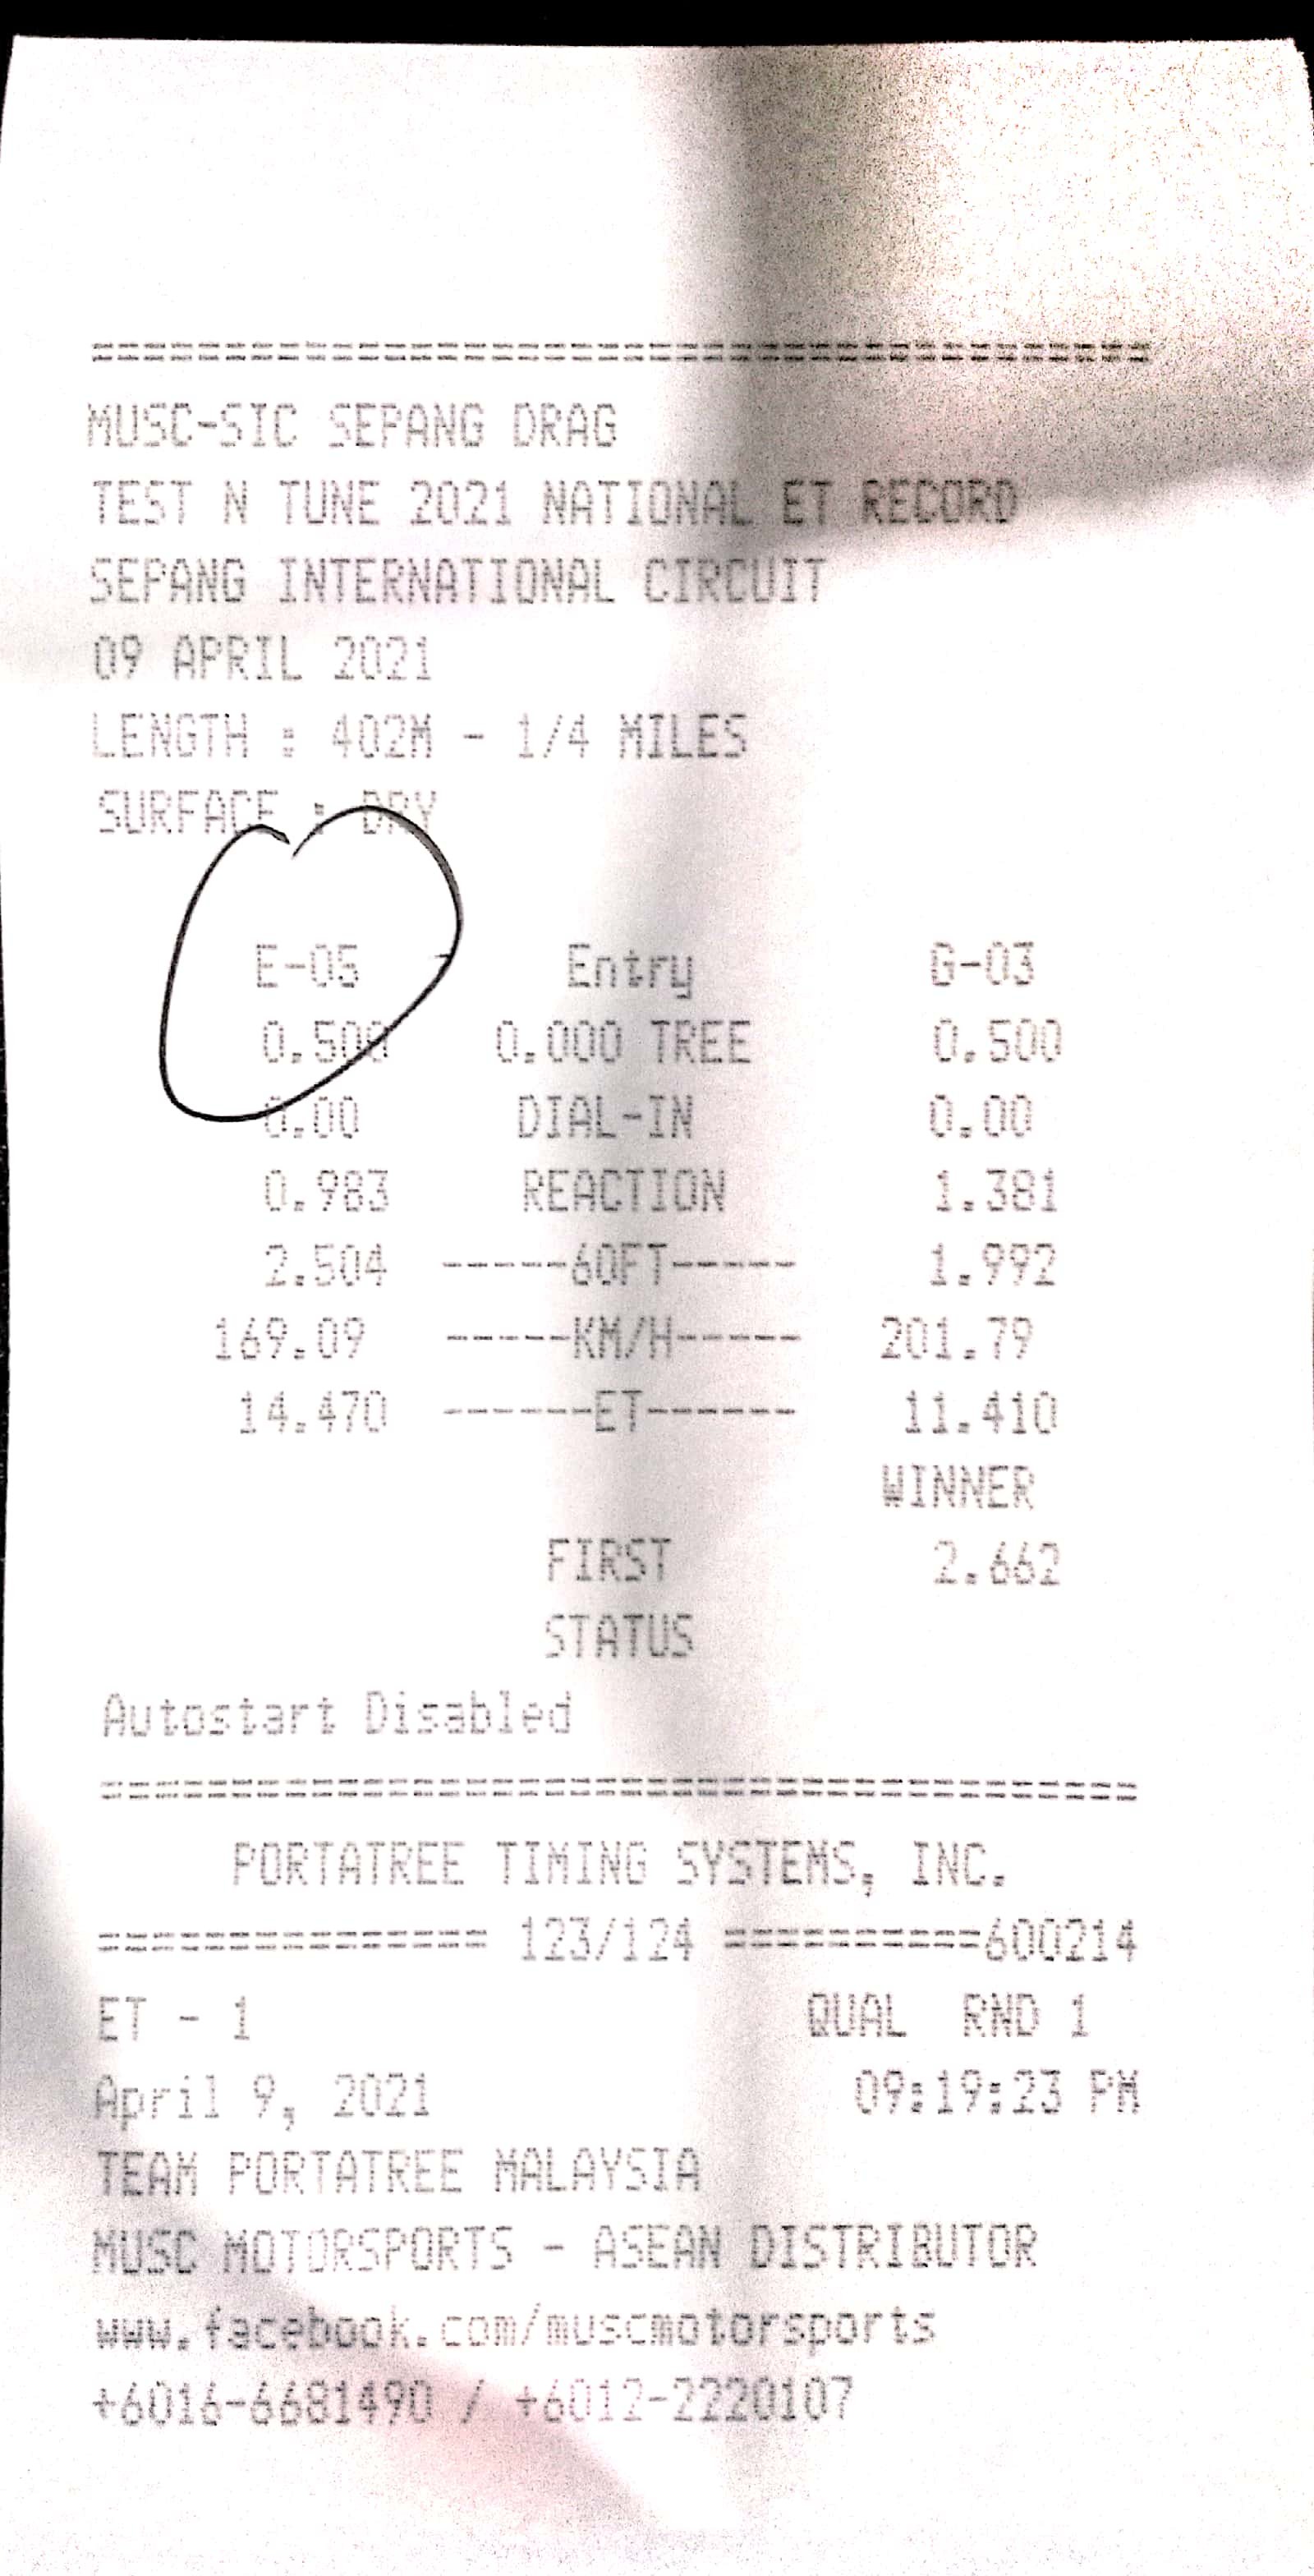 ========================================
MUSC-SIC SEPANG DRAG
TEST N TUNE 2021 NATIONAL ET RECORD
SEPANG INTERNATIONAL CIRCUIT
09 APRIL 2021
LENGTH : 402M - 1/4 MILES
SURFACE : DRY
E-05 Entry G-03
0.500 0.000 TREE 0.500
0.00 DIAL-IN 0.00
0.983 REACTION 1.381
2.504 -----60FT----- 1.992
169.09 -----KM/H----- 201.79
14.470 ------ET------ 11.410
WINNER
FIRST 2.662
STATUS
Autostart Disabled
========================================
PORTATREE TIMING SYSTEMS, INC.
=============== 123/124 ==========600214
ET - 1 QUAL RND 1
April 9, 2021 09:19:23 PM
TEAM PORTATREE MALAYSIA
MUSC MOTORSPORTS - ASEAN DISTRIBUTOR
www.facebook.com/muscmotorsports
+6016-6681490 / +6012-2220107